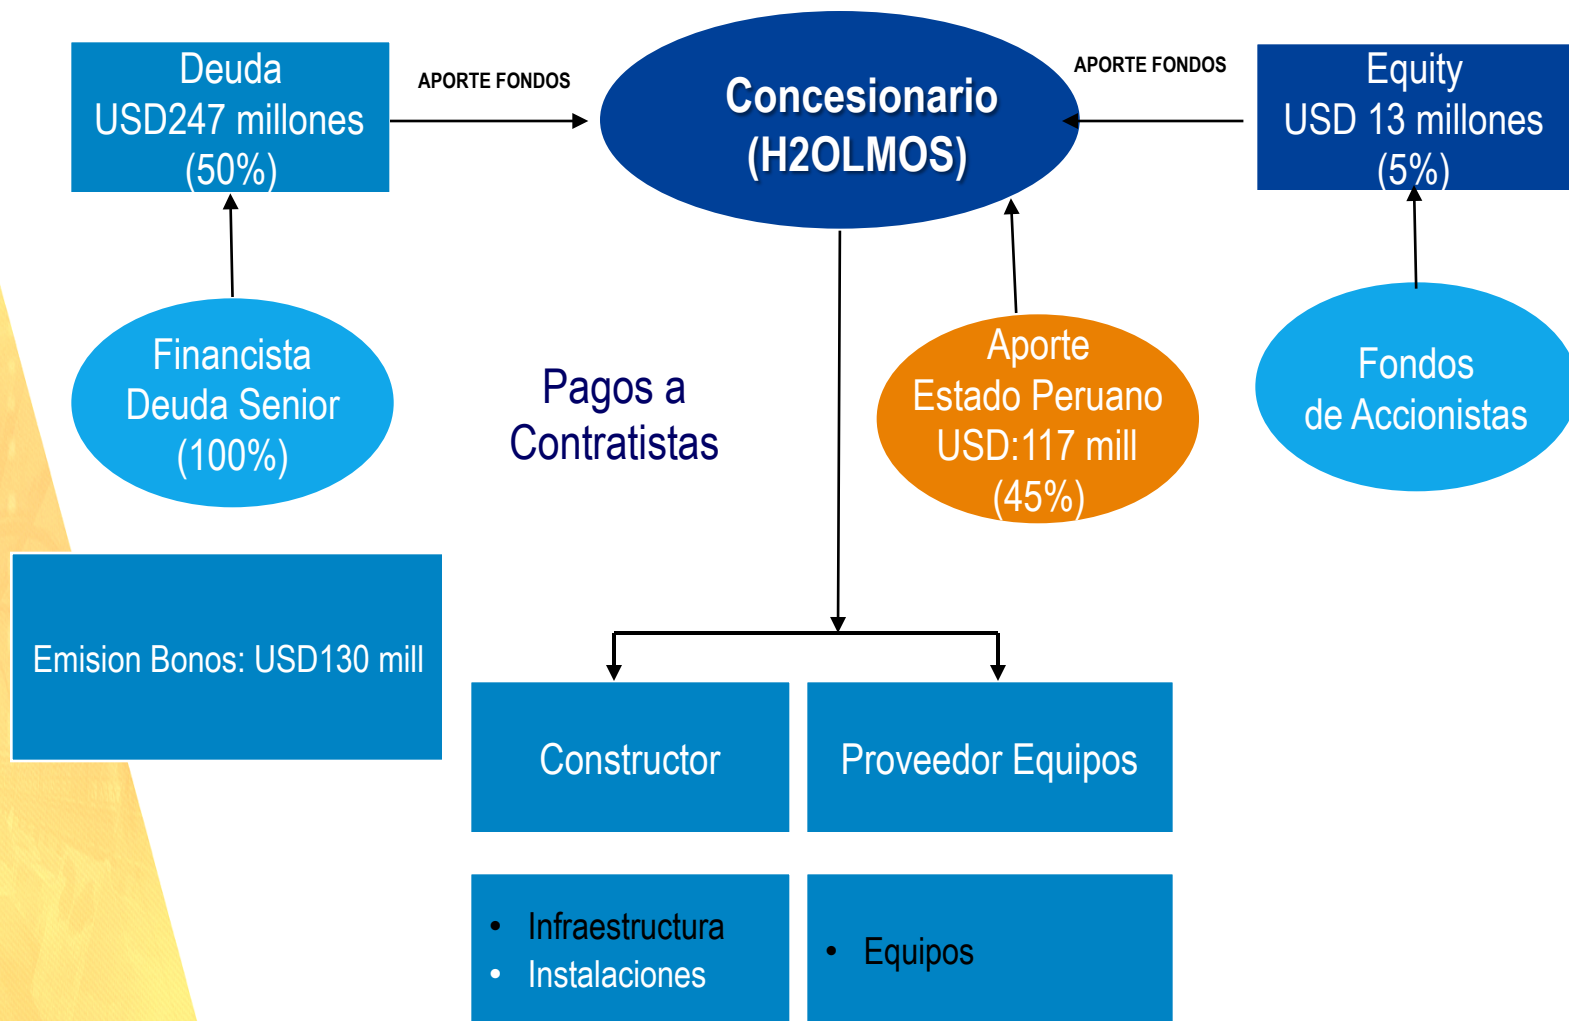 Deuda
USD247 millones
(50%)
APORTE FONDOS
Concesionario
(H2OLMOS)
APORTE FONDOS
Equity
USD 13 millones
(5%)
Financista
Deuda Senior
(100%)
Pagos a
Contratistas
Aporte
Estado Peruano
USD:117 mill
(45%)
Fondos
de Accionistas
Emision Bonos: USD130 mill
Constructor
Proveedor Equipos
• Infraestructura
• Instalaciones
• Equipos